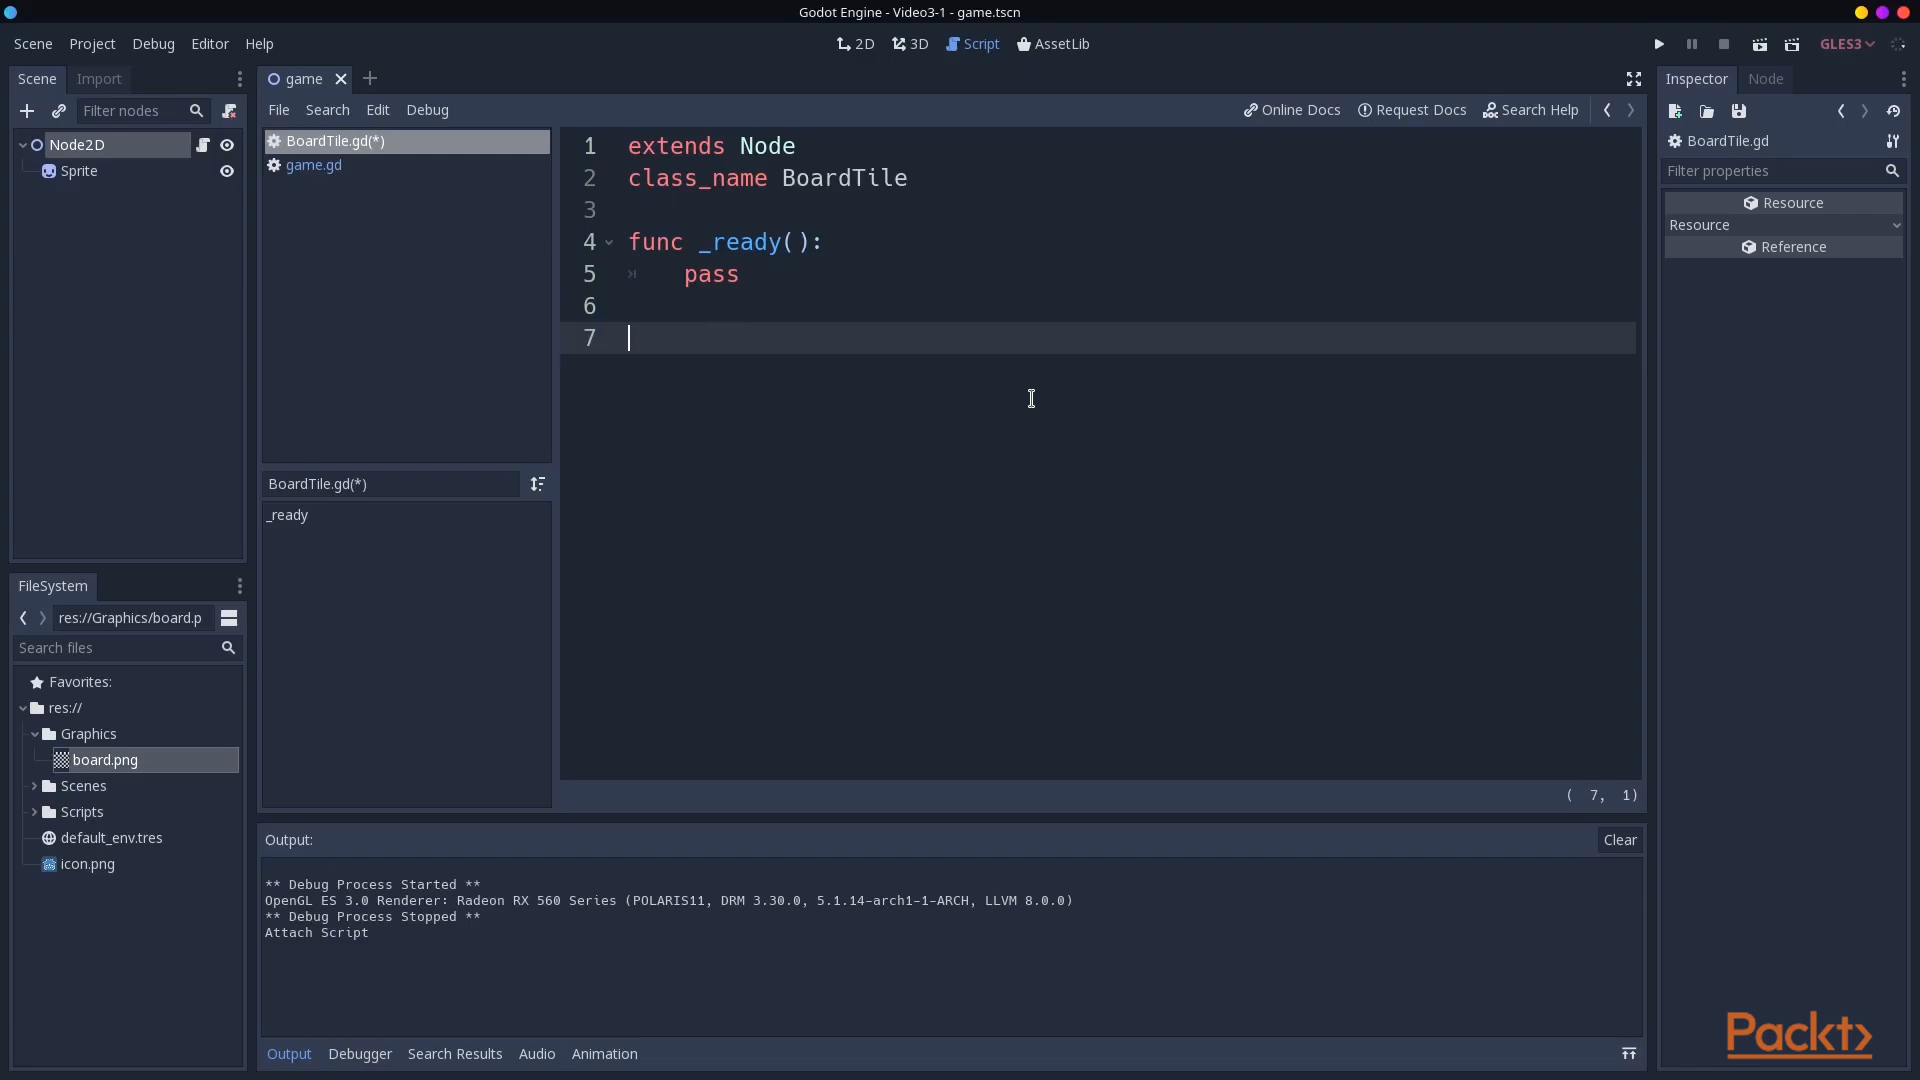 Godot Engine - Video3-1 - game.tscn
Scene Project Debug Editor Help
2D 3D Script AssetLib
GLES3
Scene Import
Filter nodes
Node2D
Sprite
game
File Search Edit Debug
Online Docs Request Docs Search Help
BoardTile.gd(*)
game.gd
BoardTile.gd(*)
_ready
1 extends Node
2 class_name BoardTile
3
4 func _ready():
5 pass
6
7
( 7, 1)
Inspector Node
BoardTile.gd
Filter properties
Resource
Resource
Reference
FileSystem
res://Graphics/board.p
Search files
Favorites:
res://
Graphics
board.png
Scenes
Scripts
default_env.tres
icon.png
Output:
Clear
** Debug Process Started **
OpenGL ES 3.0 Renderer: Radeon RX 560 Series (POLARIS11, DRM 3.30.0, 5.1.14-arch1-1-ARCH, LLVM 8.0.0)
** Debug Process Stopped **
Attach Script
Output Debugger Search Results Audio Animation
Packt>